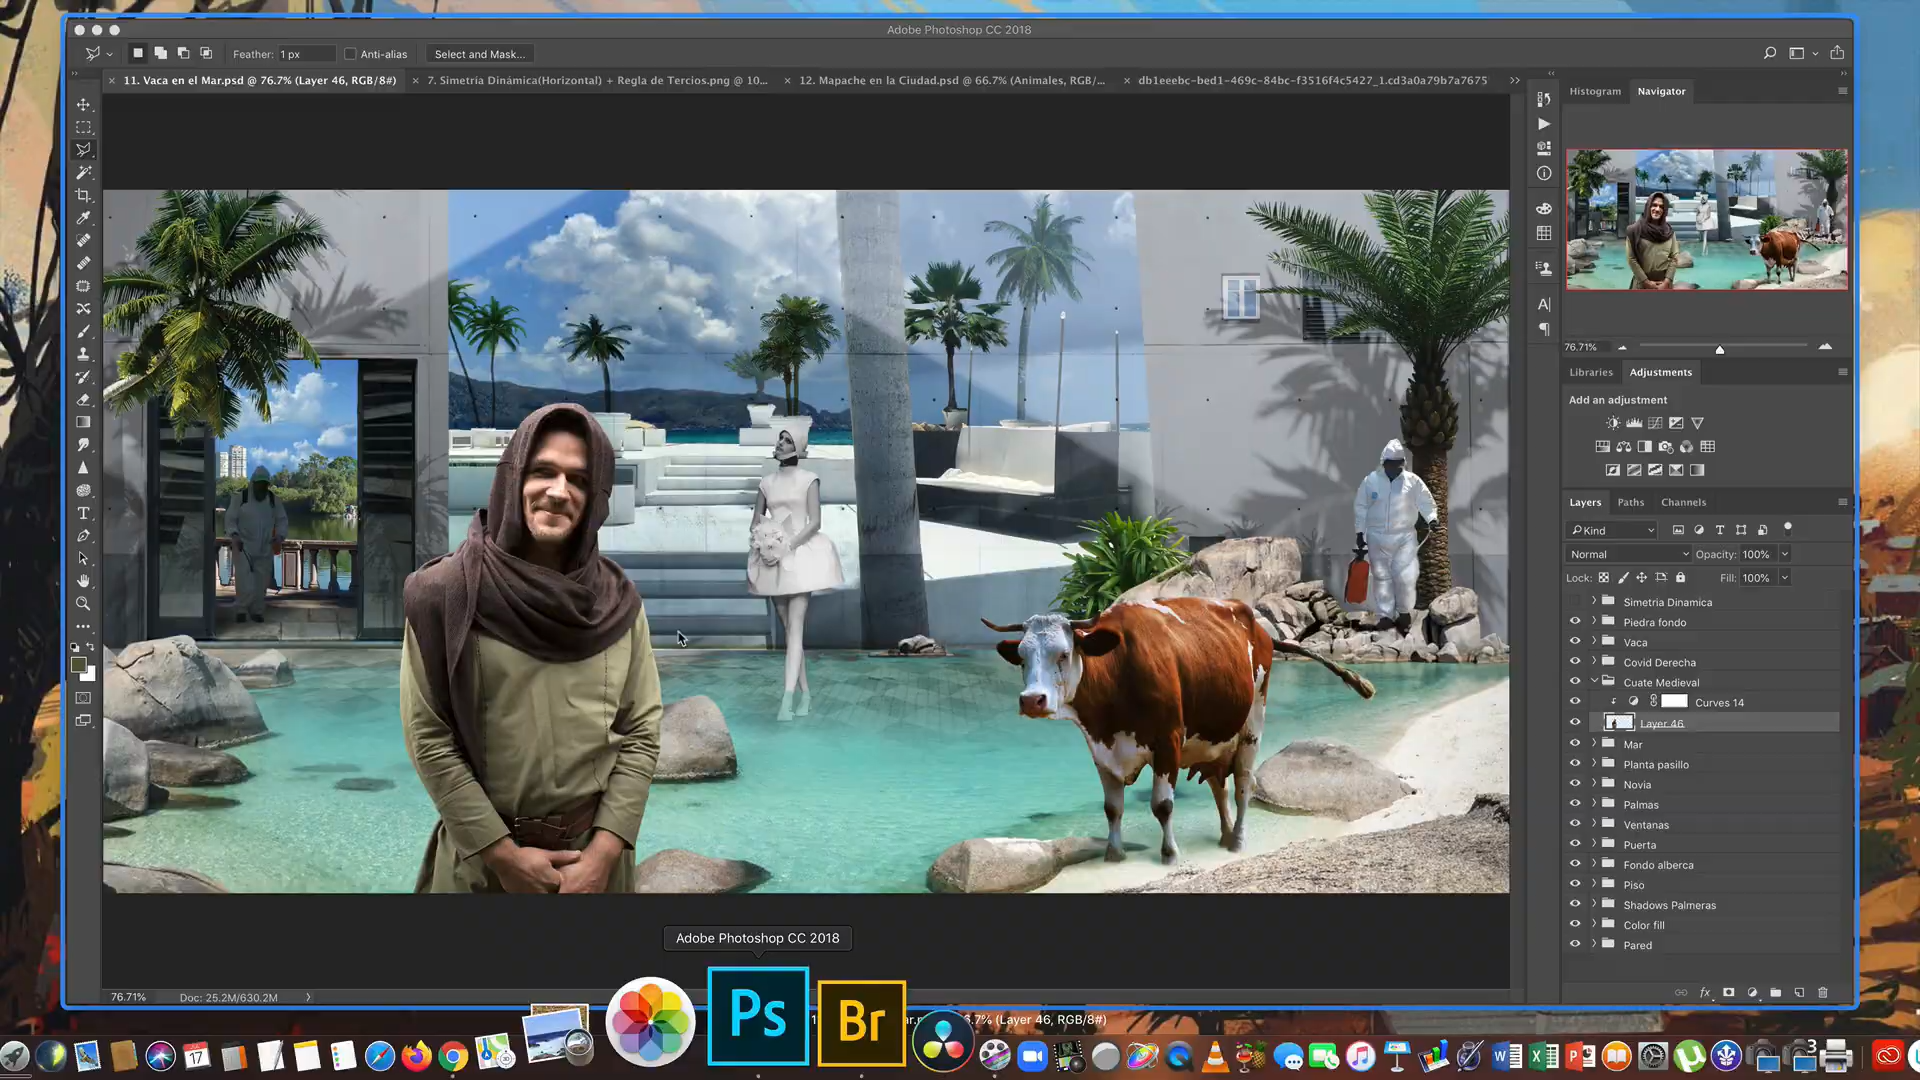 Adobe Photoshop CC 2018
Feather: 1 px Anti-alias Select and Mask...
11. Vaca en el Mar.psd @ 76.7% (Layer 46, RGB/8#)
7. Simetría Dinámica(Horizontal) + Regla de Tercios.png @ 10...
12. Mapache en la Ciudad.psd @ 66.7% (Animales, RGB/...
db1eeebc-bed1-469c-84bc-f3516f4c5427_1.cd3a0a79b7a7675
Histogram Navigator
76.71%
Libraries Adjustments
Add an adjustment
Layers Paths Channels
Kind
Normal Opacity: 100%
Lock: Fill: 100%
Simetria Dinamica
Piedra fondo
Vaca
Covid Derecha
Cuate Medieval
Curves 14
Layer 46
Mar
Planta pasillo
Novia
Palmas
Ventanas
Puerta
Fondo alberca
Piso
Shadows Palmeras
Color fill
Pared
fx
76.71% Doc: 25.2M/630.2M
Adobe Photoshop CC 2018
Ps
Br
ar.ps
.7% (Layer 46, RGB/8#)
17
3